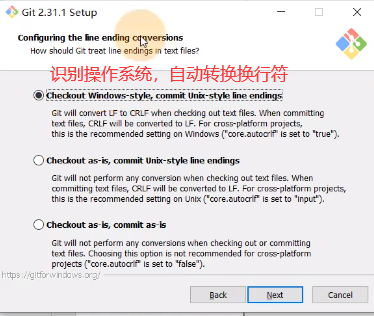 Git 2.31.1 Setup
Configuring the line ending conversions
How should Git treat line endings in text files?
识别操作系统，自动转换换行符
Checkout Windows-style, commit Unix-style line endings
Git will convert LF to CRLF when checking out text files. When committing
text files, CRLF will be converted to LF. For cross-platform projects,
this is the recommended setting on Windows ("core.autocrlf" is set to "true").
Checkout as-is, commit Unix-style line endings
Git will not perform any conversion when checking out text files. When
committing text files, CRLF will be converted to LF. For cross-platform projects,
this is the recommended setting on Unix ("core.autocrlf" is set to "input").
Checkout as-is, commit as-is
Git will not perform any conversions when checking out or committing
text files. Choosing this option is not recommended for cross-platform
projects ("core.autocrlf" is set to "false").
https://gitforwindows.org/
Back Next Cancel